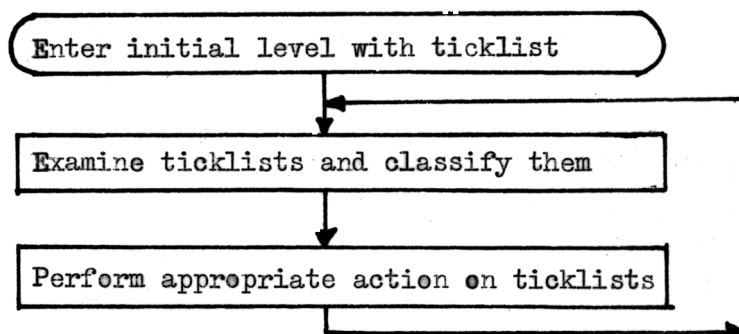 Enter initial level with ticklist
Examine ticklists and classify them
Perform appropriate action on ticklists